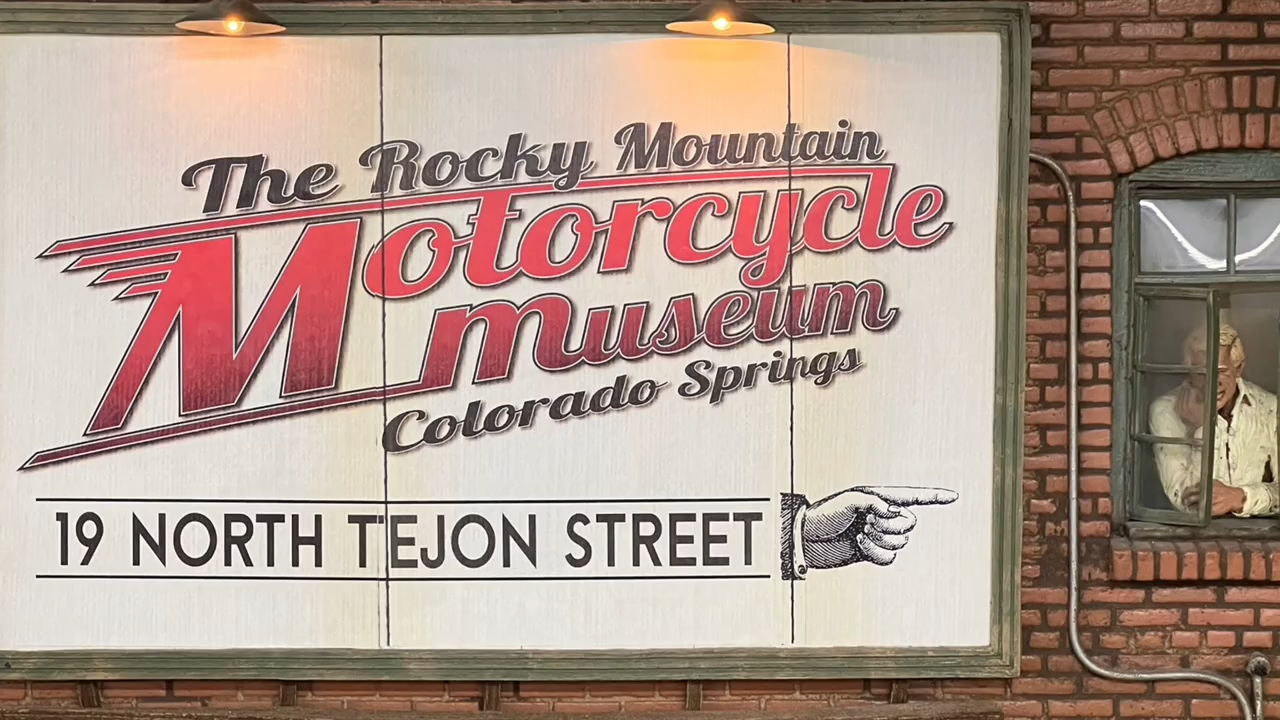 The Rocky Mountain
Motorcycle
museum
Colorado Springs
19 NORTH TEJON STREET